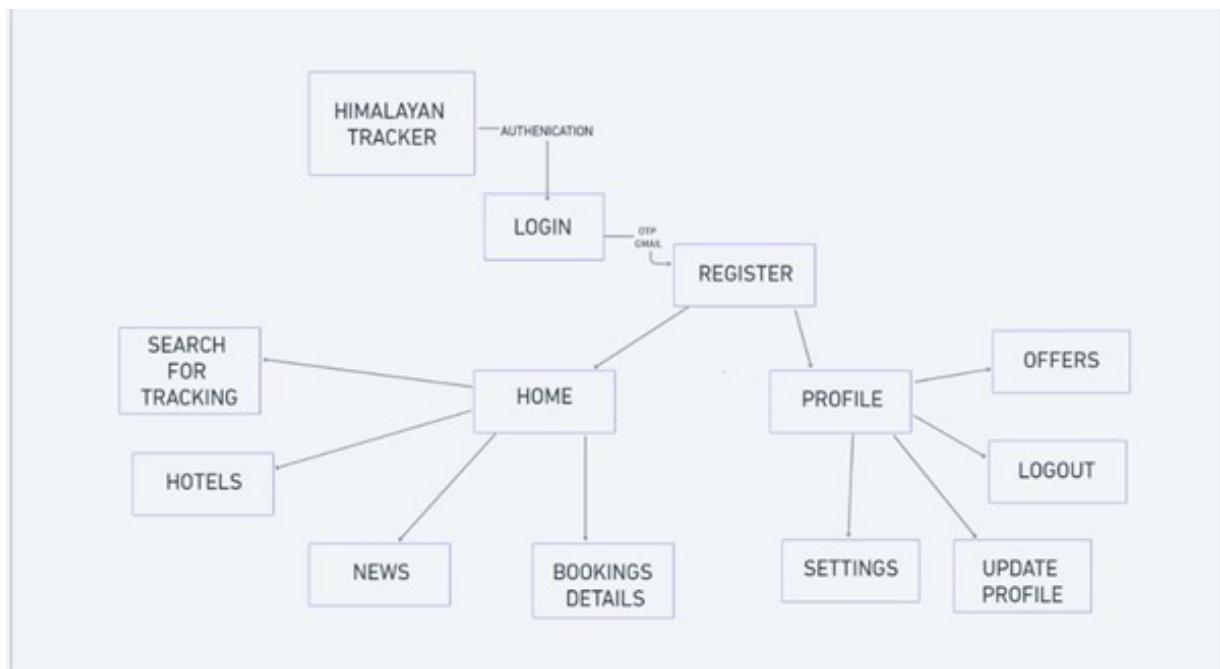 HIMALAYAN
TRACKER
AUTHENICATION
LOGIN
OTP
GMAIL
REGISTER
SEARCH
FOR
TRACKING
HOME
PROFILE
OFFERS
HOTELS
LOGOUT
NEWS
BOOKINGS
DETAILS
SETTINGS
UPDATE
PROFILE